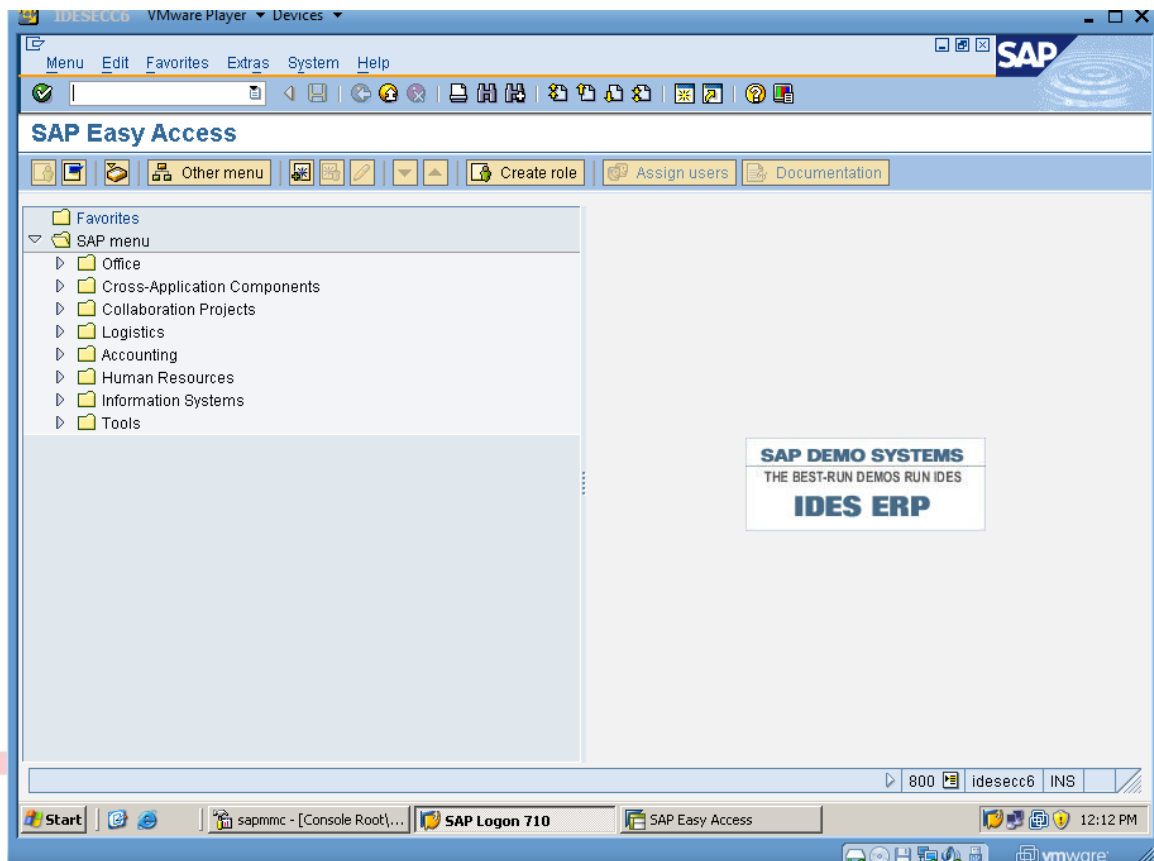 IDESECC6 VMware Player Devices
Menu Edit Favorites Extras System Help
SAP
SAP Easy Access
Other menu Create role Assign users Documentation
Favorites
SAP menu
Office
Cross-Application Components
Collaboration Projects
Logistics
Accounting
Human Resources
Information Systems
Tools
SAP DEMO SYSTEMS
THE BEST-RUN DEMOS RUN IDES
IDES ERP
800 idesecc6 INS
Start sapmmc - [Console Root\... SAP Logon 710 SAP Easy Access 12:12 PM
vmware